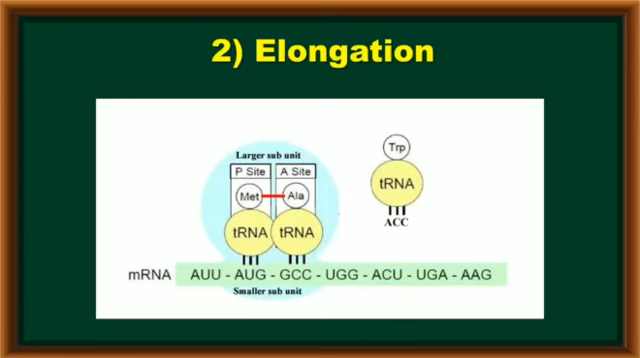 2) Elongation
Larger sub unit
P Site A Site
Met Ala
Trp
tRNA
ACC
tRNA tRNA
mRNA AUU - AUG - GCC - UGG - ACU - UGA - AAG
Smaller sub unit